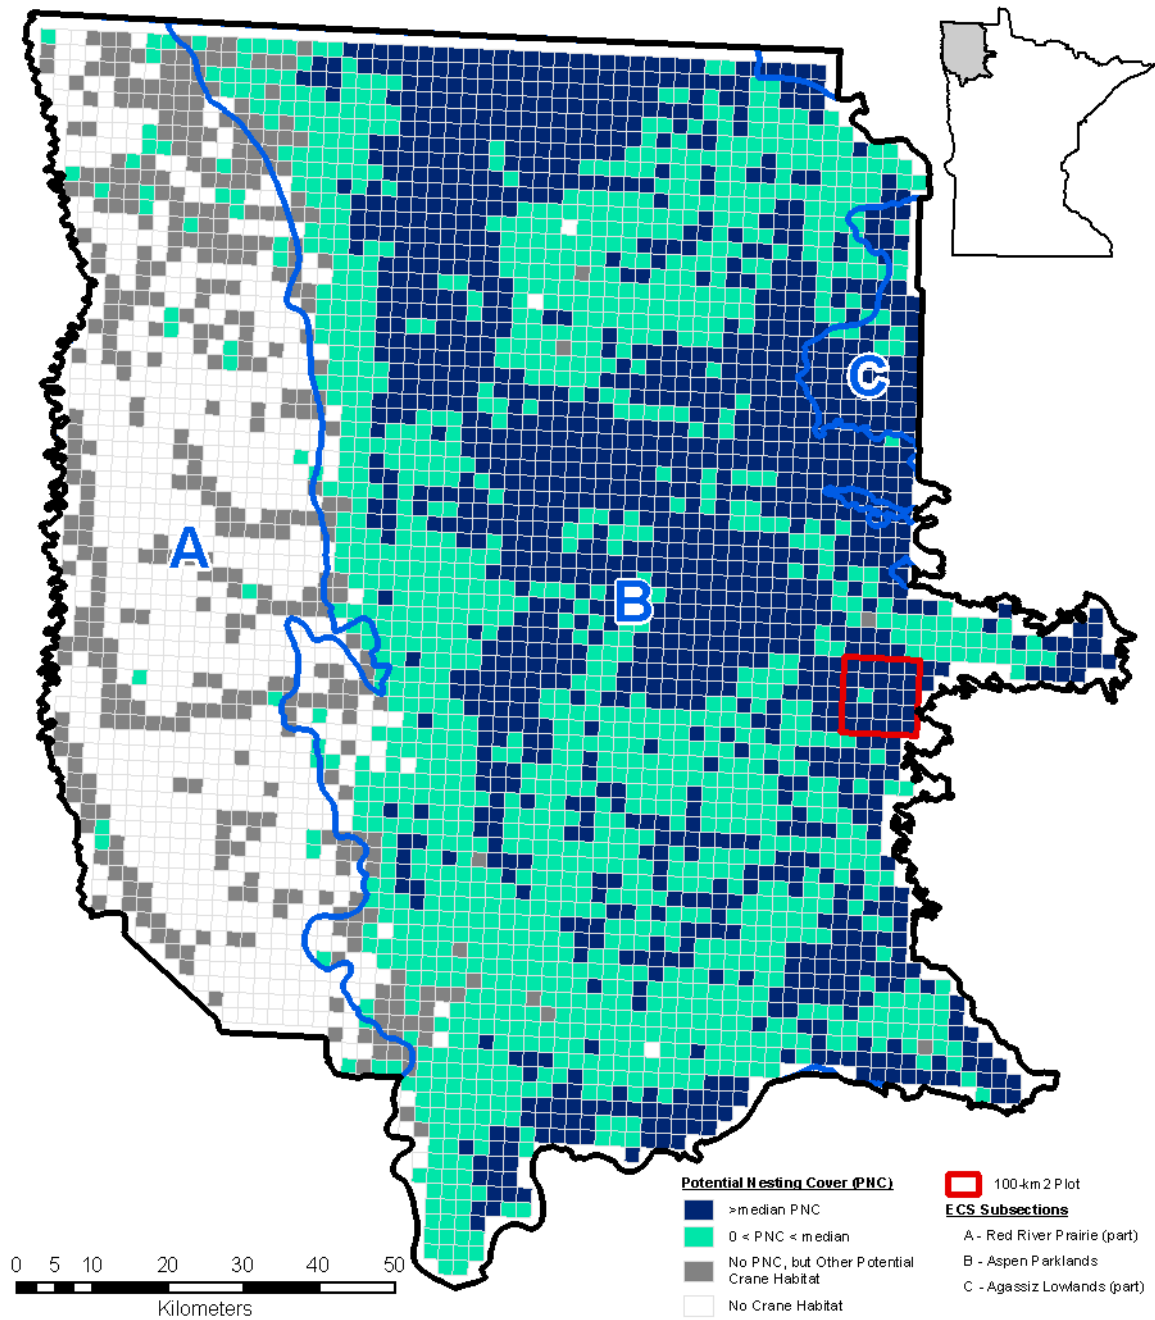 C
A
B
Potential Nesting Cover (PNC)
>median PNC
0 < PNC < median
No PNC, but Other Potential
Crane Habitat
No Crane Habitat
100-km2 Plot
ECS Subsections
A - Red River Prairie (part)
B - Aspen Parklands
C - Agassiz Lowlands (part)
0 5 10 20 30 40 50
Kilometers